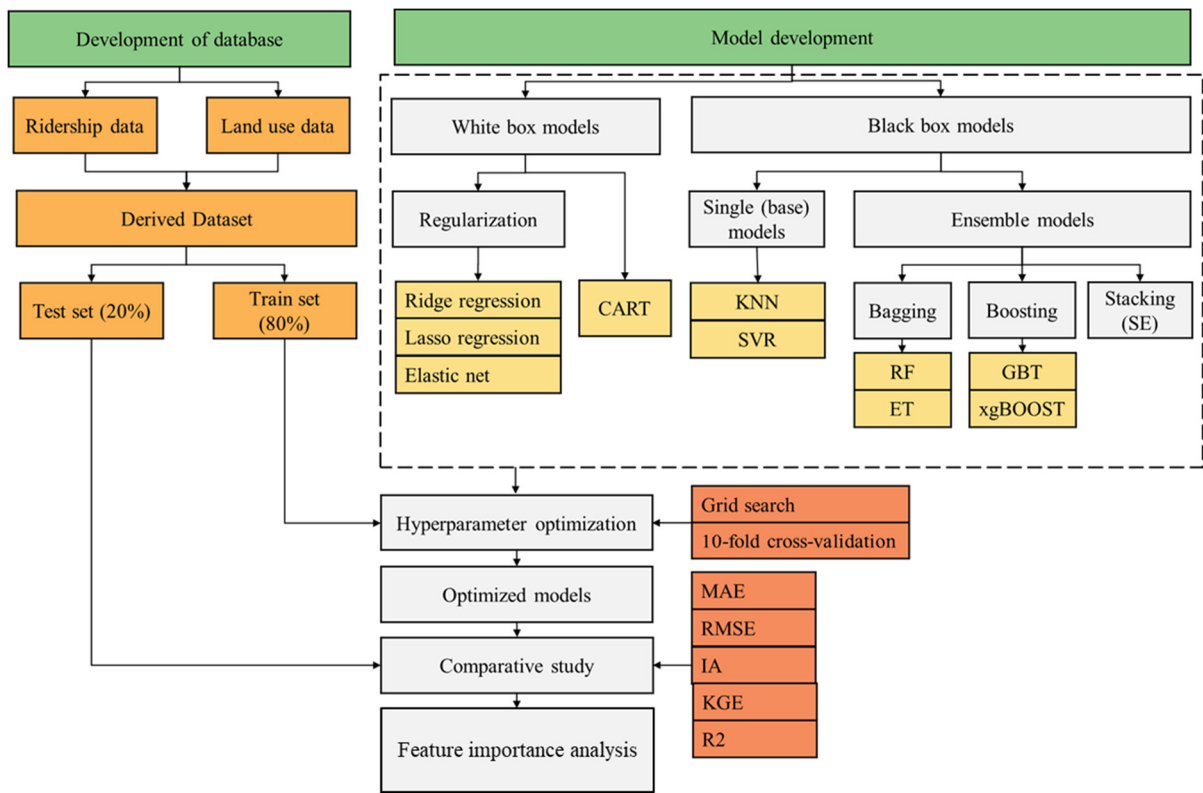 Development of database
Model development
Ridership data
Land use data
White box models
Black box models
Derived Dataset
Regularization
Single (base)
models
Ensemble models
Test set (20%)
Train set
(80%)
Ridge regression
Lasso regression
Elastic net
CART
KNN
SVR
Bagging
Boosting
Stacking
(SE)
RF
ET
GBT
xgBOOST
Hyperparameter optimization
Grid search
10-fold cross-validation
Optimized models
MAE
RMSE
IA
KGE
R2
Comparative study
Feature importance analysis